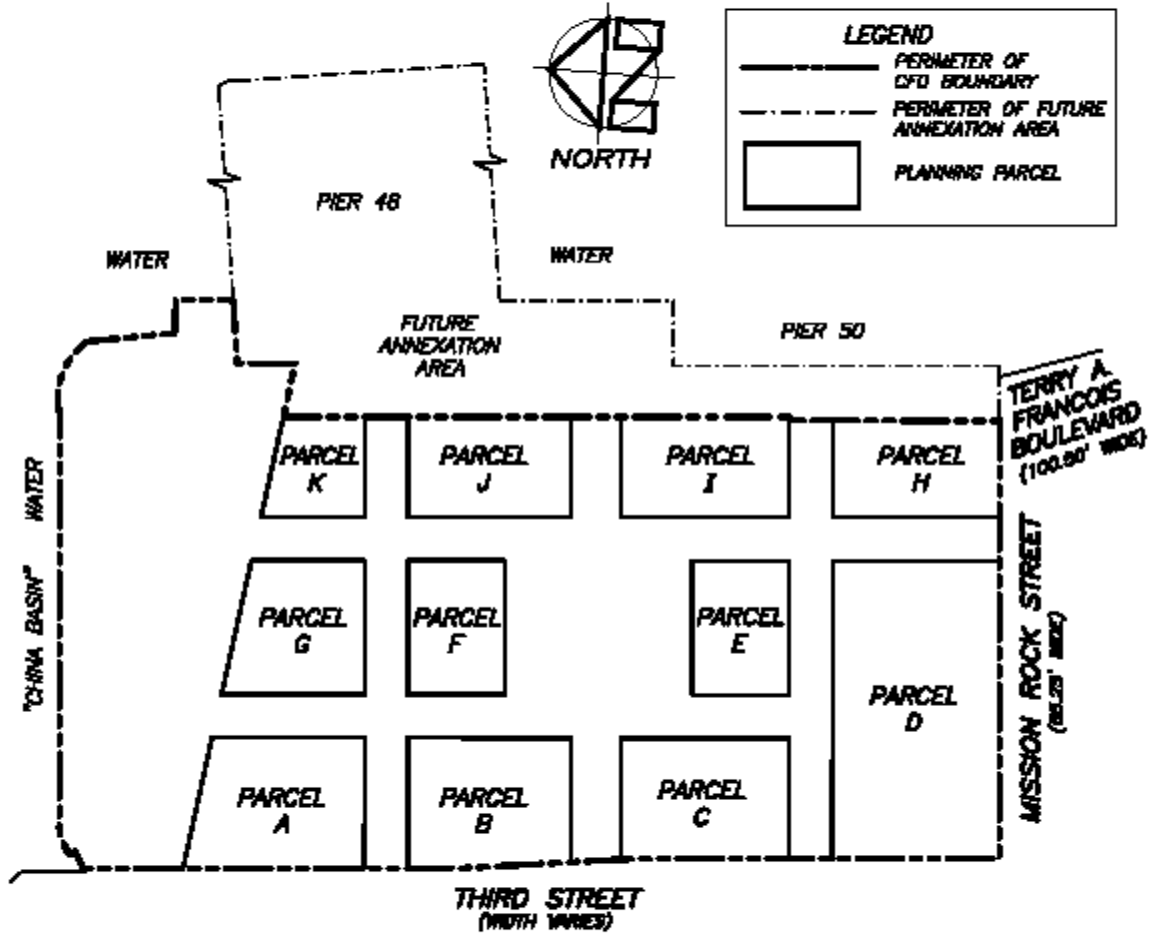 LEGEND
PERIMETER OF
CFD BOUNDARY
PERIMETER OF FUTURE
ANNEXATION AREA
PLANNING PARCEL
NORTH
PIER 48
WATER
WATER
FUTURE
ANNEXATION
AREA
PIER 50
TERRY A.
FRANCOIS
BOULEVARD
(100.50' WIDE)
PARCEL
K
PARCEL
J
PARCEL
I
PARCEL
H
WATER
"CHINA BASIN"
PARCEL
G
PARCEL
F
PARCEL
E
PARCEL
D
MISSION ROCK STREET
WIDE)
PARCEL
A
PARCEL
B
PARCEL
C
THIRD STREET
(WIDTH VARIES)